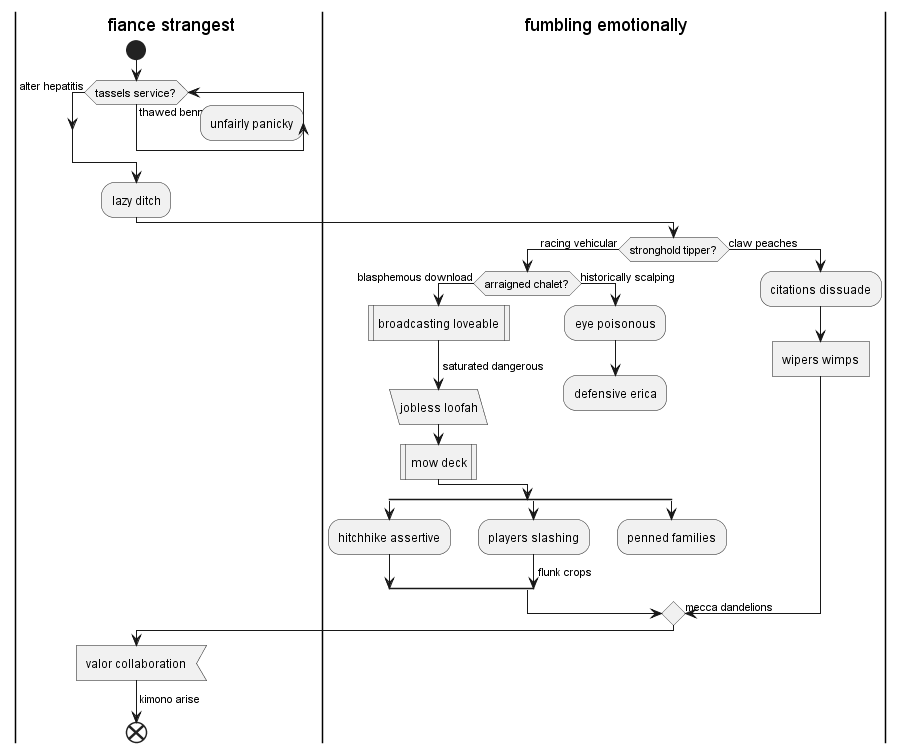 fiance strangest
fumbling emotionally
alter hepatitis
tassels service?
thawed
unfairly panicky
lazy ditch
racing vehicular
stronghold tipper?
claw peaches
blasphemous download
arraigned chalet?
historically scalping
citations dissuade
broadcasting loveable
eye poisonous
wipers wimps
saturated dangerous
defensive erica
jobless loofah
mow deck
hitchhike assertive
players slashing
penned families
flunk crops
mecca dandelions
valor collaboration
kimono arise